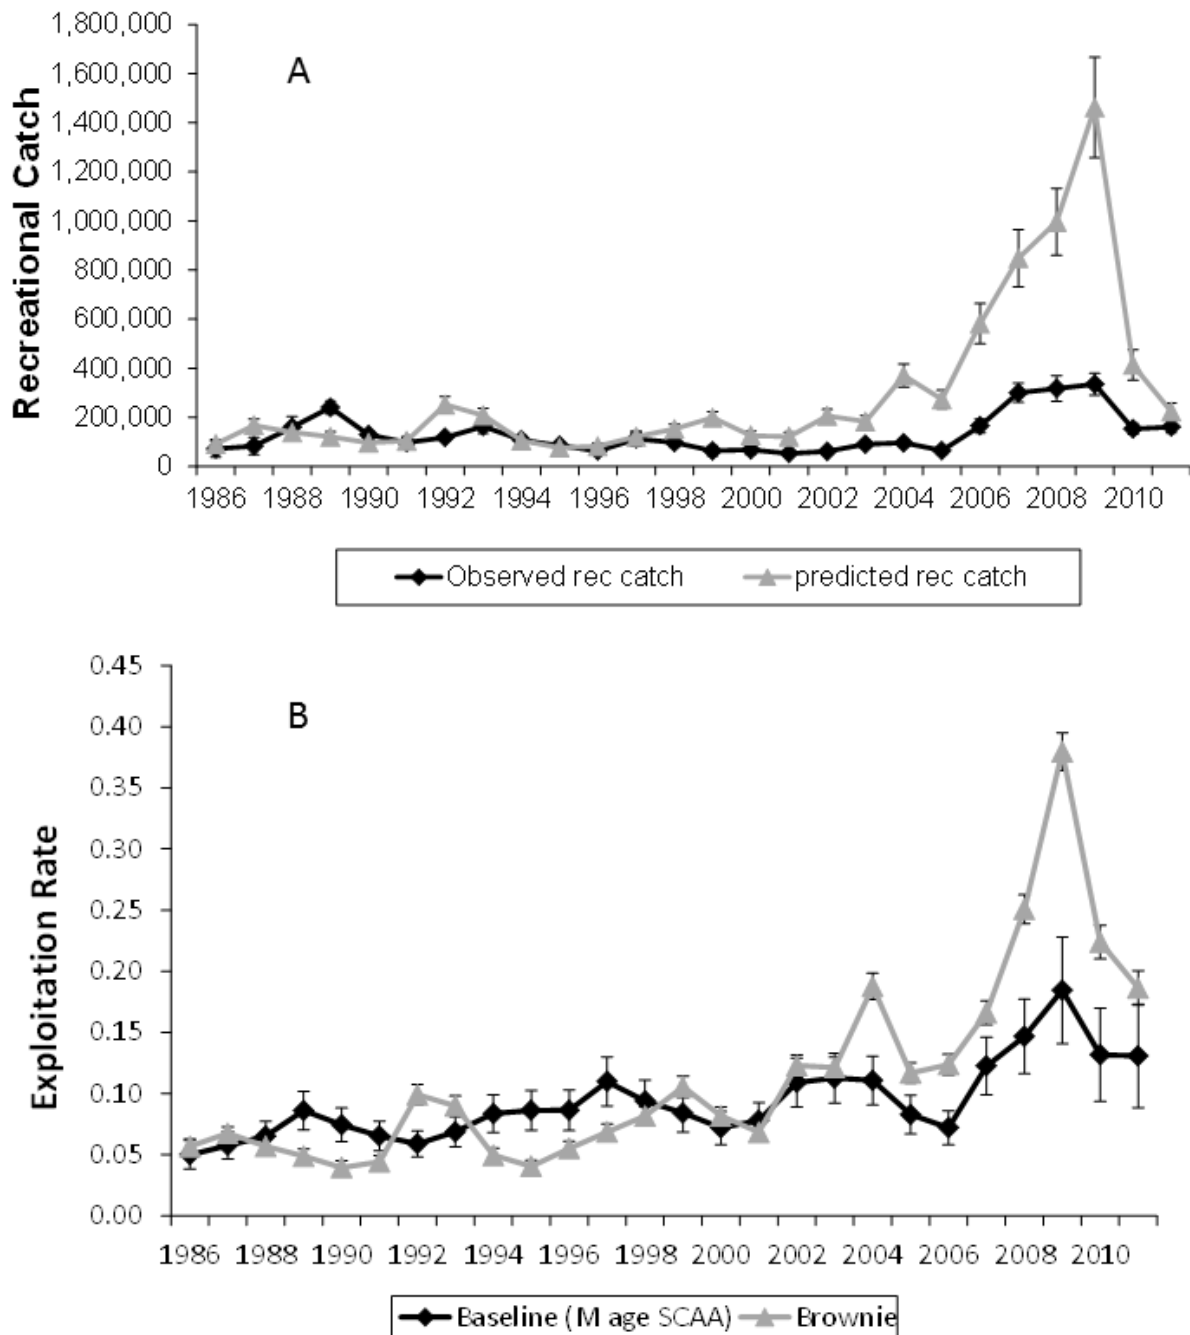 A
Recreational Catch
1,800,000
1,600,000
1,400,000
1,200,000
1,000,000
800,000
600,000
400,000
200,000
0
1986 1988 1990 1992 1994 1996 1998 2000 2002 2004 2006 2008 2010
Observed rec catch predicted rec catch
B
Exploitation Rate
0.45
0.40
0.35
0.30
0.25
0.20
0.15
0.10
0.05
0.00
1986 1988 1990 1992 1994 1996 1998 2000 2002 2004 2006 2008 2010
Baseline (M age SCAA) Brownie